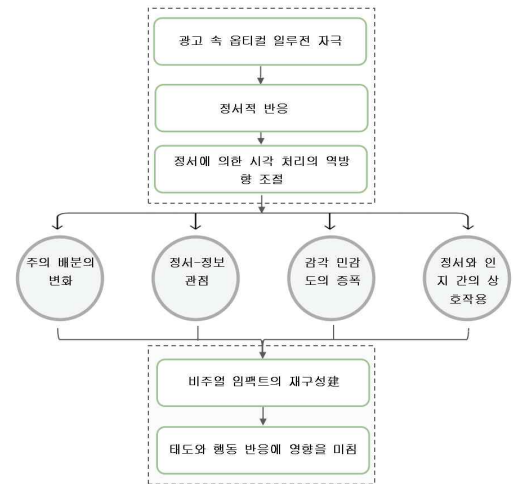 광고 속 옵티컬 일루전 자극
정서적 반응
정서에 의한 시각 처리의 역방
향 조절
주의 배분의
변화
정서-정보
관점
감각 민감
도의 증폭
정서와 인
지 간의 상
호작용
비주얼 임팩트의 재구성建
태도와 행동 반응에 영향을 미침